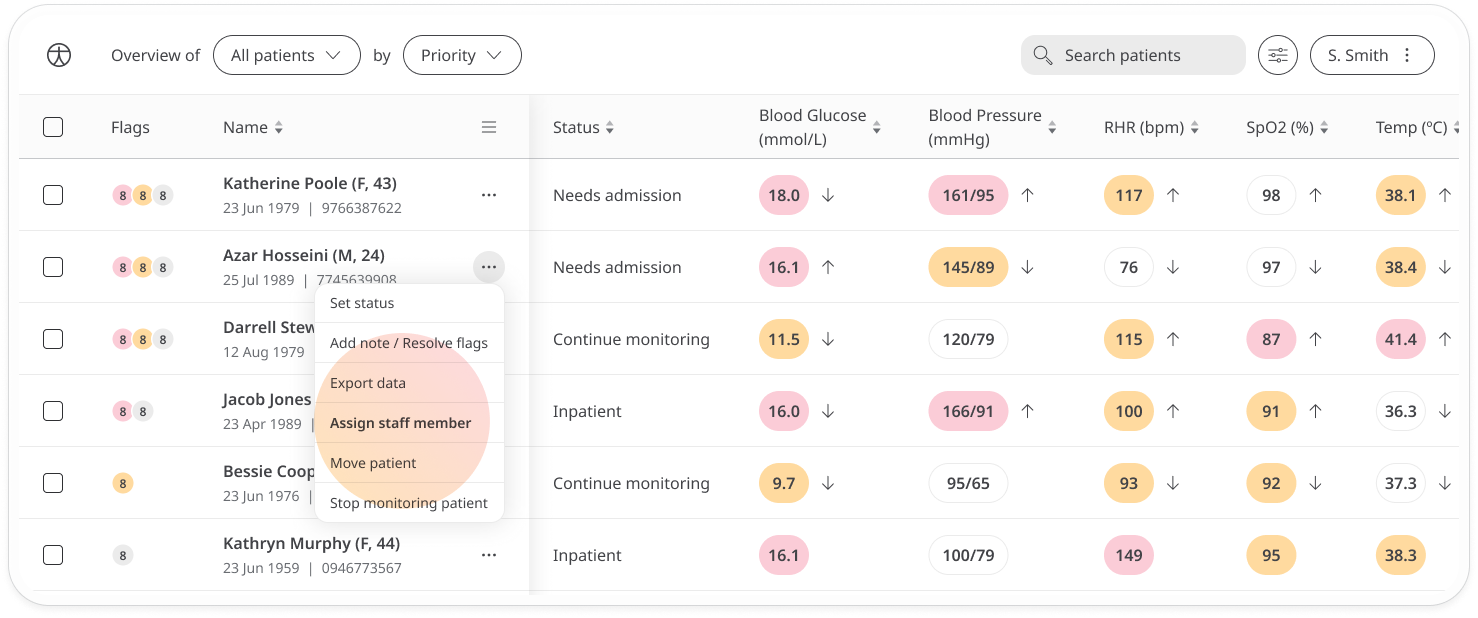 Overview of All patients by Priority Search patients S. Smith
Flags Name Status Blood Glucose (mmol/L) Blood Pressure (mmHg) RHR (bpm) SpO2 (%) Temp (ºC)
8 8 8 Katherine Poole (F, 43) Needs admission 18.0 ↓ 161/95 ↑ 117 ↑ 98 ↑ 38.1 ↑
23 Jun 1979 | 9766387622
8 8 8 Azar Hosseini (M, 24) Needs admission 16.1 ↑ 145/89 ↓ 76 ↓ 97 ↓ 38.4 ↓
25 Jul 1989 | 7745639908
Set status
8 8 8 Darrell Stew Continue monitoring 11.5 ↓ 120/79 115 ↑ 87 ↑ 41.4 ↑
Add note / Resolve flags
12 Aug 1979
Export data
8 8 Jacob Jones Inpatient 16.0 ↓ 166/91 ↑ 100 ↑ 91 ↑ 36.3 ↓
23 Apr 1989 |
Assign staff member
Move patient
8 Bessie Coop Continue monitoring 9.7 ↓ 95/65 93 ↓ 92 ↓ 37.3 ↓
23 Jun 1976 |
Stop monitoring patient
8 Kathryn Murphy (F, 44) Inpatient 16.1 100/79 149 95 38.3
23 Jun 1959 | 0946773567